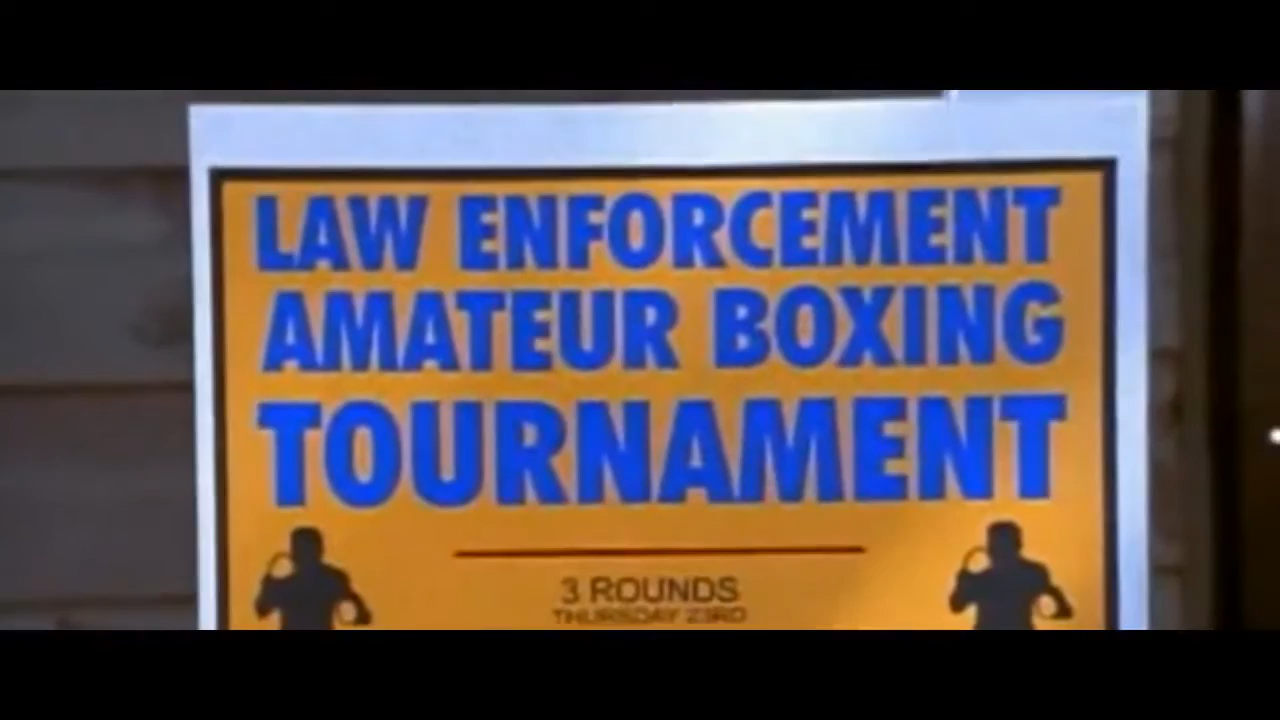 LAW ENFORCEMENT
AMATEUR BOXING
TOURNAMENT
3 ROUNDS
THURSDAY 23RD